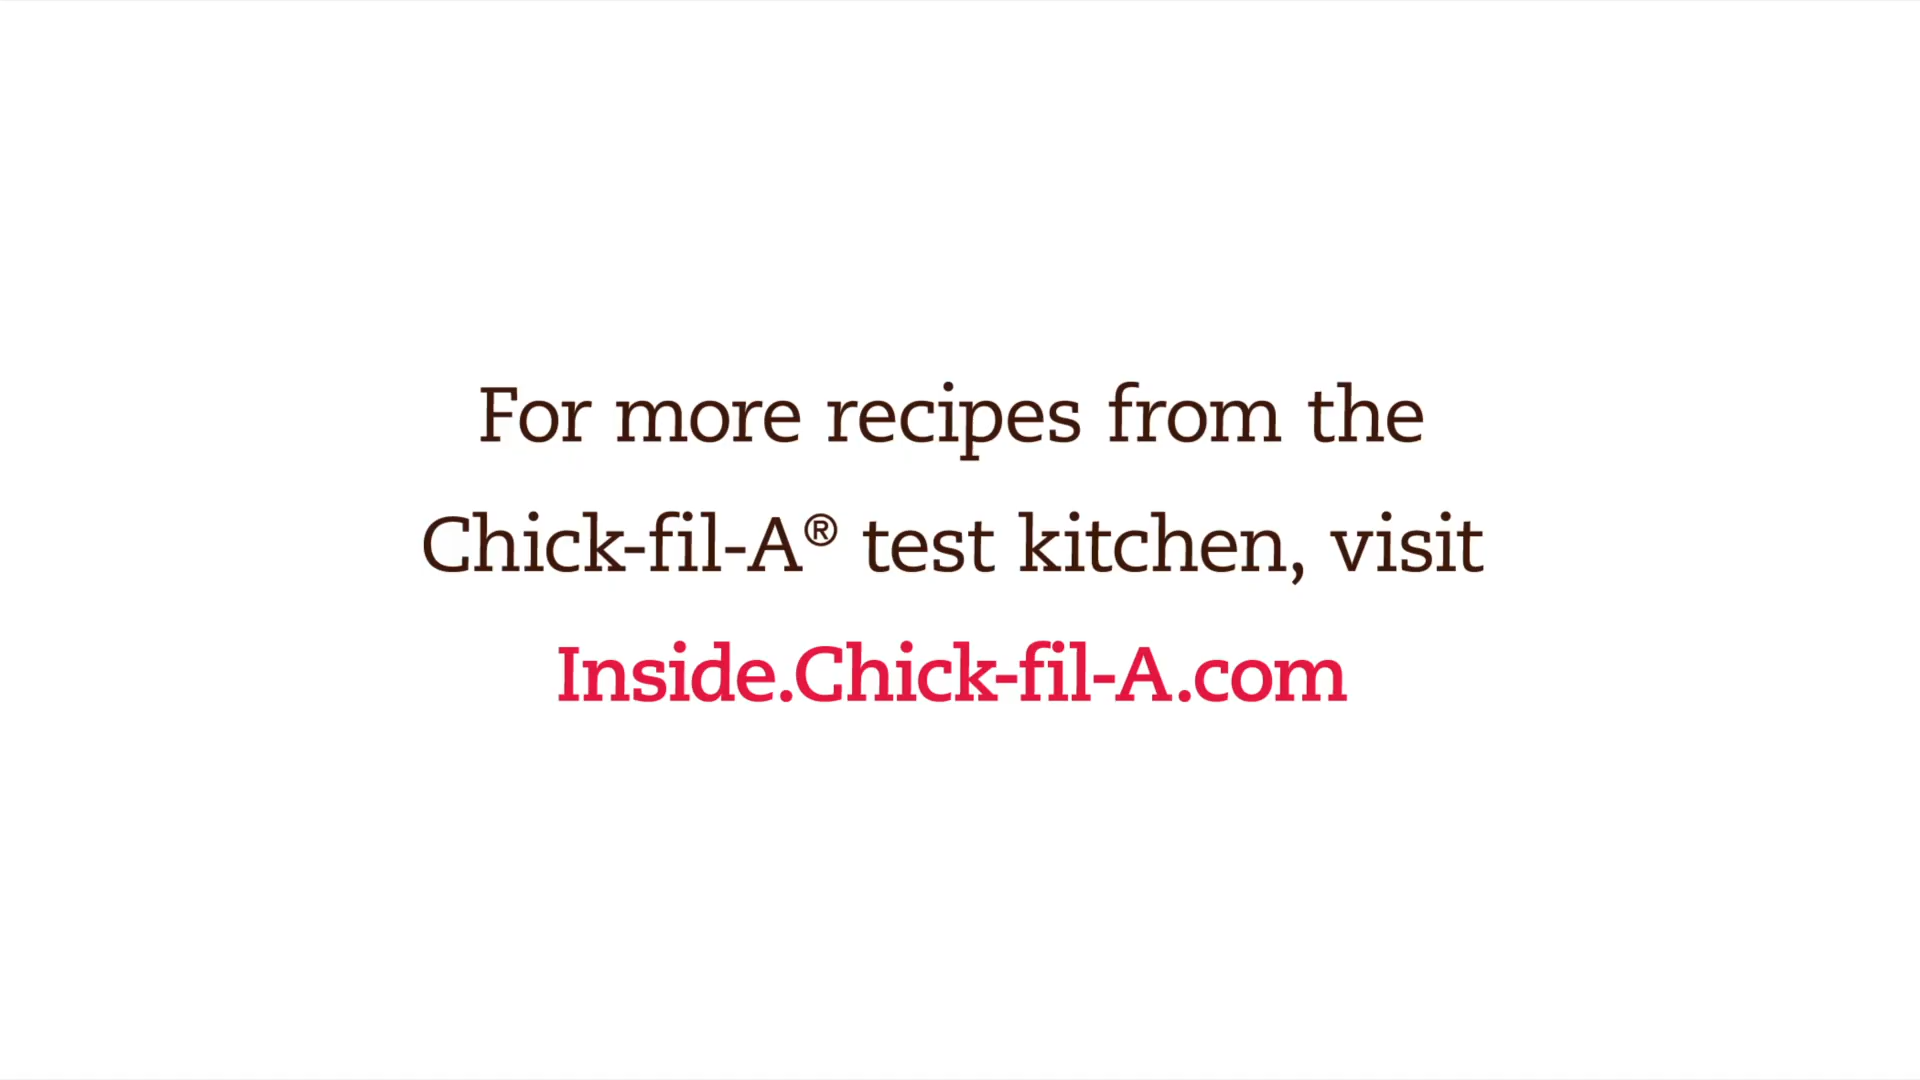 For more recipes from the
Chick-fil-A® test kitchen, visit
Inside.Chick-fil-A.com